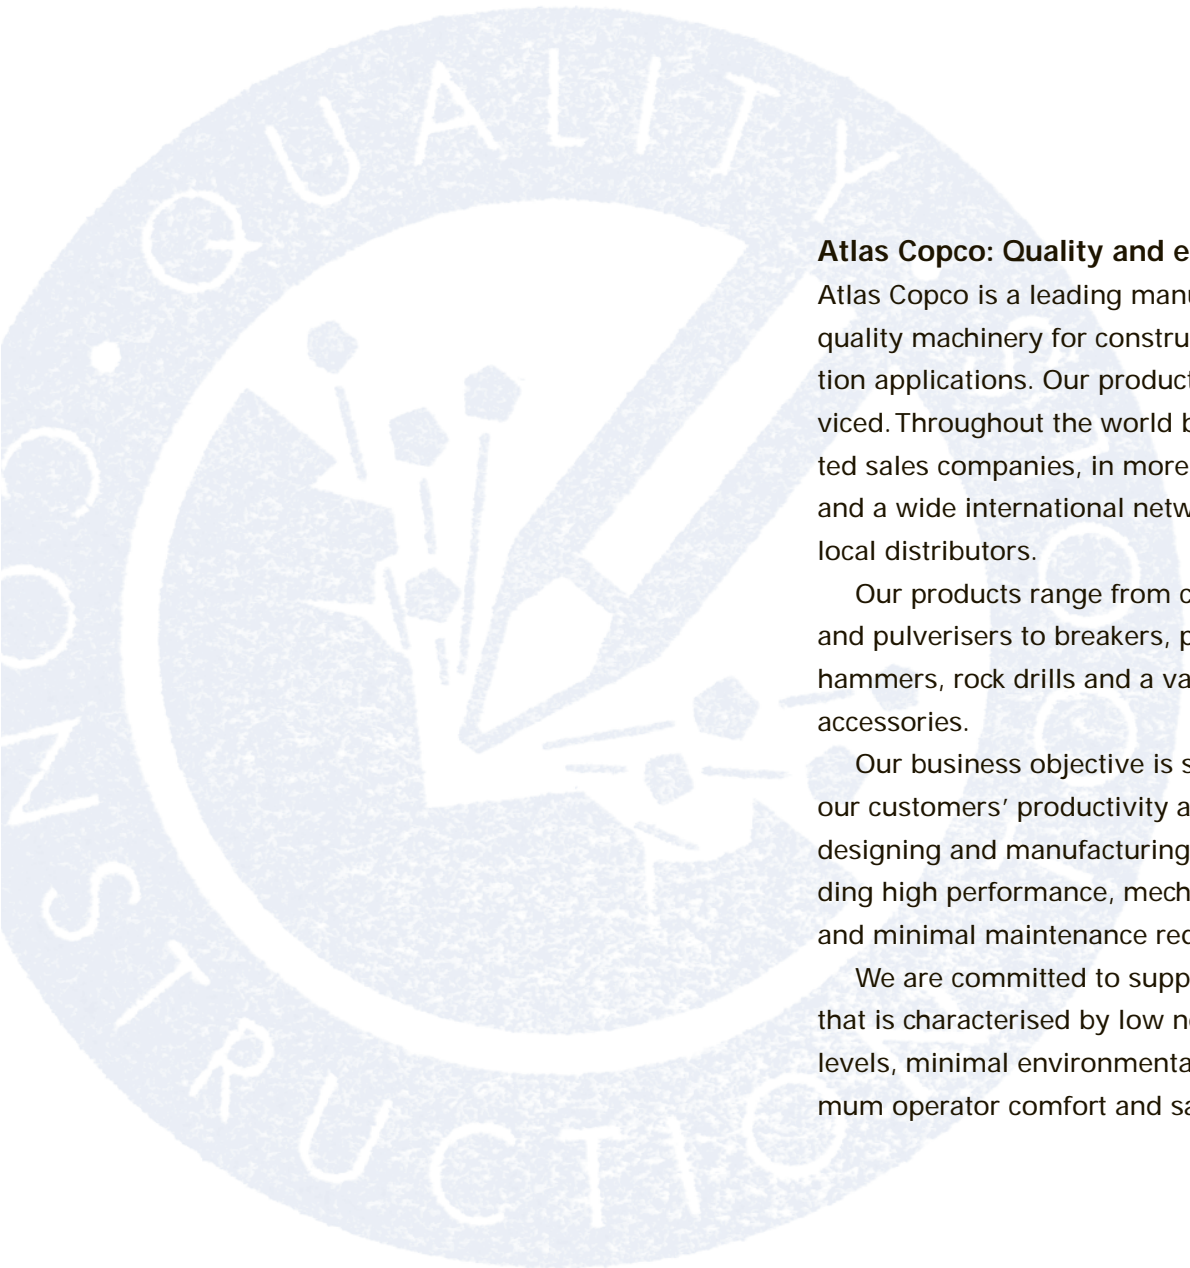 QUALITY
CONSTRUCTION TOOLS
Atlas Copco: Quality and e
Atlas Copco is a leading manu
quality machinery for constru
tion applications. Our product
viced. Throughout the world b
ted sales companies, in more
and a wide international netw
local distributors.
Our products range from c
and pulverisers to breakers, p
hammers, rock drills and a va
accessories.
Our business objective is s
our customers’ productivity a
designing and manufacturing
ding high performance, mech
and minimal maintenance
We are committed to supp
that is characterised by low n
levels, minimal environmenta
mum operator comfort and sa